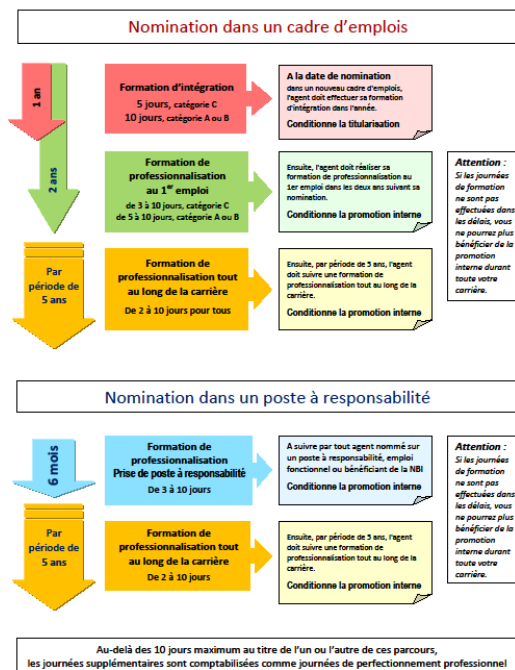 Nomination dans un cadre d'emplois
1 an
Formation d'intégration
5 jours, catégorie C
10 jours, catégorie A ou B
A la date de nomination
dans un nouveau cadre d'emplois,
l'agent doit effectuer sa formation
d'intégration dans l'année.
Conditionne la titularisation
2 ans
Formation de
professionnalisation
au 1er emploi
de 3 à 10 jours, catégorie C
de 5 à 10 jours, catégorie A ou B
Ensuite, l'agent doit réaliser sa
formation de professionnalisation au
1er emploi dans les deux ans suivant sa
nomination.
Conditionne la promotion interne
Attention :
Si les journées
de formation
ne sont pas
effectuées dans
les délais, vous
ne pourrez plus
bénéficier de la
promotion
interne durant
toute votre
carrière.
Par
période de
5 ans
Formation de
professionnalisation tout
au long de la carrière
De 2 à 10 jours pour tous
Ensuite, par période de 5 ans, l'agent
doit suivre une formation de
professionnalisation tout au long de la
carrière.
Conditionne la promotion interne
Nomination dans un poste à responsabilité
6 mois
Formation de
professionnalisation
Prise de poste à responsabilité
De 3 à 10 jours
A suivre par tout agent nommé sur
un poste à responsabilité, emploi
fonctionnel ou bénéficiant de la NBI
Conditionne la promotion interne
Attention :
Si les journées
de formation
ne sont pas
effectuées dans
les délais, vous
ne pourrez plus
bénéficier de la
promotion
interne durant
toute votre
carrière.
Par
période de
5 ans
Formation de
professionnalisation tout
au long de la carrière
De 2 à 10 jours
Ensuite, par période de 5 ans, l'agent
doit suivre une formation de
professionnalisation tout au long de la
carrière.
Conditionne la promotion interne
Au-delà des 10 jours maximum au titre de l'un ou l'autre de ces parcours,
les journées supplémentaires sont comptabilisées comme journées de perfectionnement professionnel